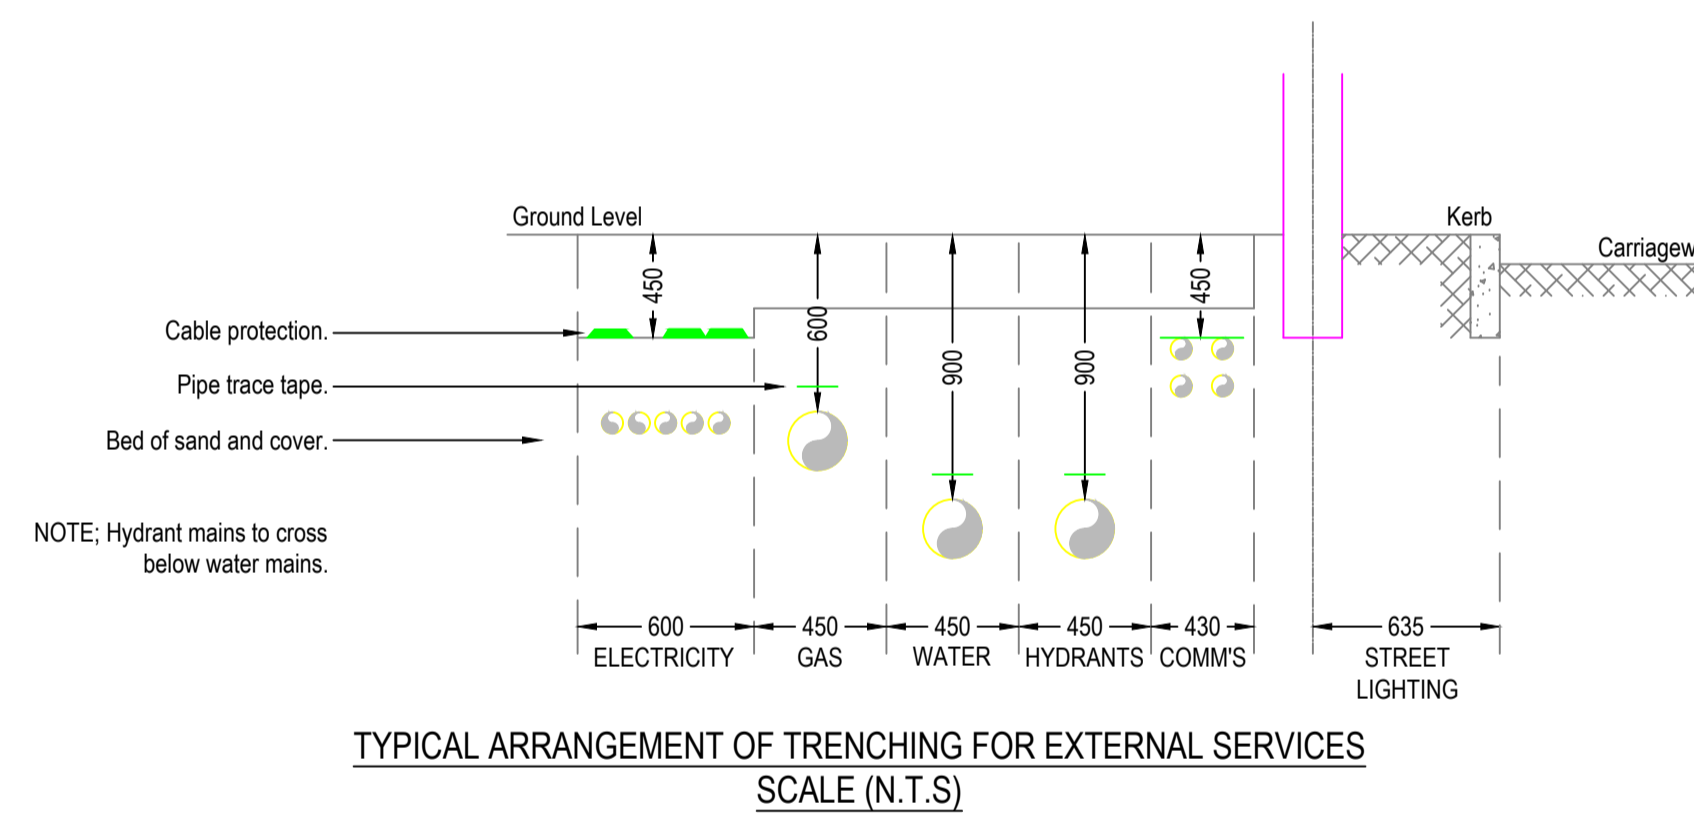 Ground Level
Kerb
Carriagew
450
600
900
900
450
Cable protection.
Pipe trace tape.
Bed of sand and cover.
NOTE; Hydrant mains to cross
below water mains.
600
450
450
450
430
635
ELECTRICITY
GAS
WATER
HYDRANTS
COMM'S
STREET
LIGHTING
TYPICAL ARRANGEMENT OF TRENCHING FOR EXTERNAL SERVICES
SCALE (N.T.S)